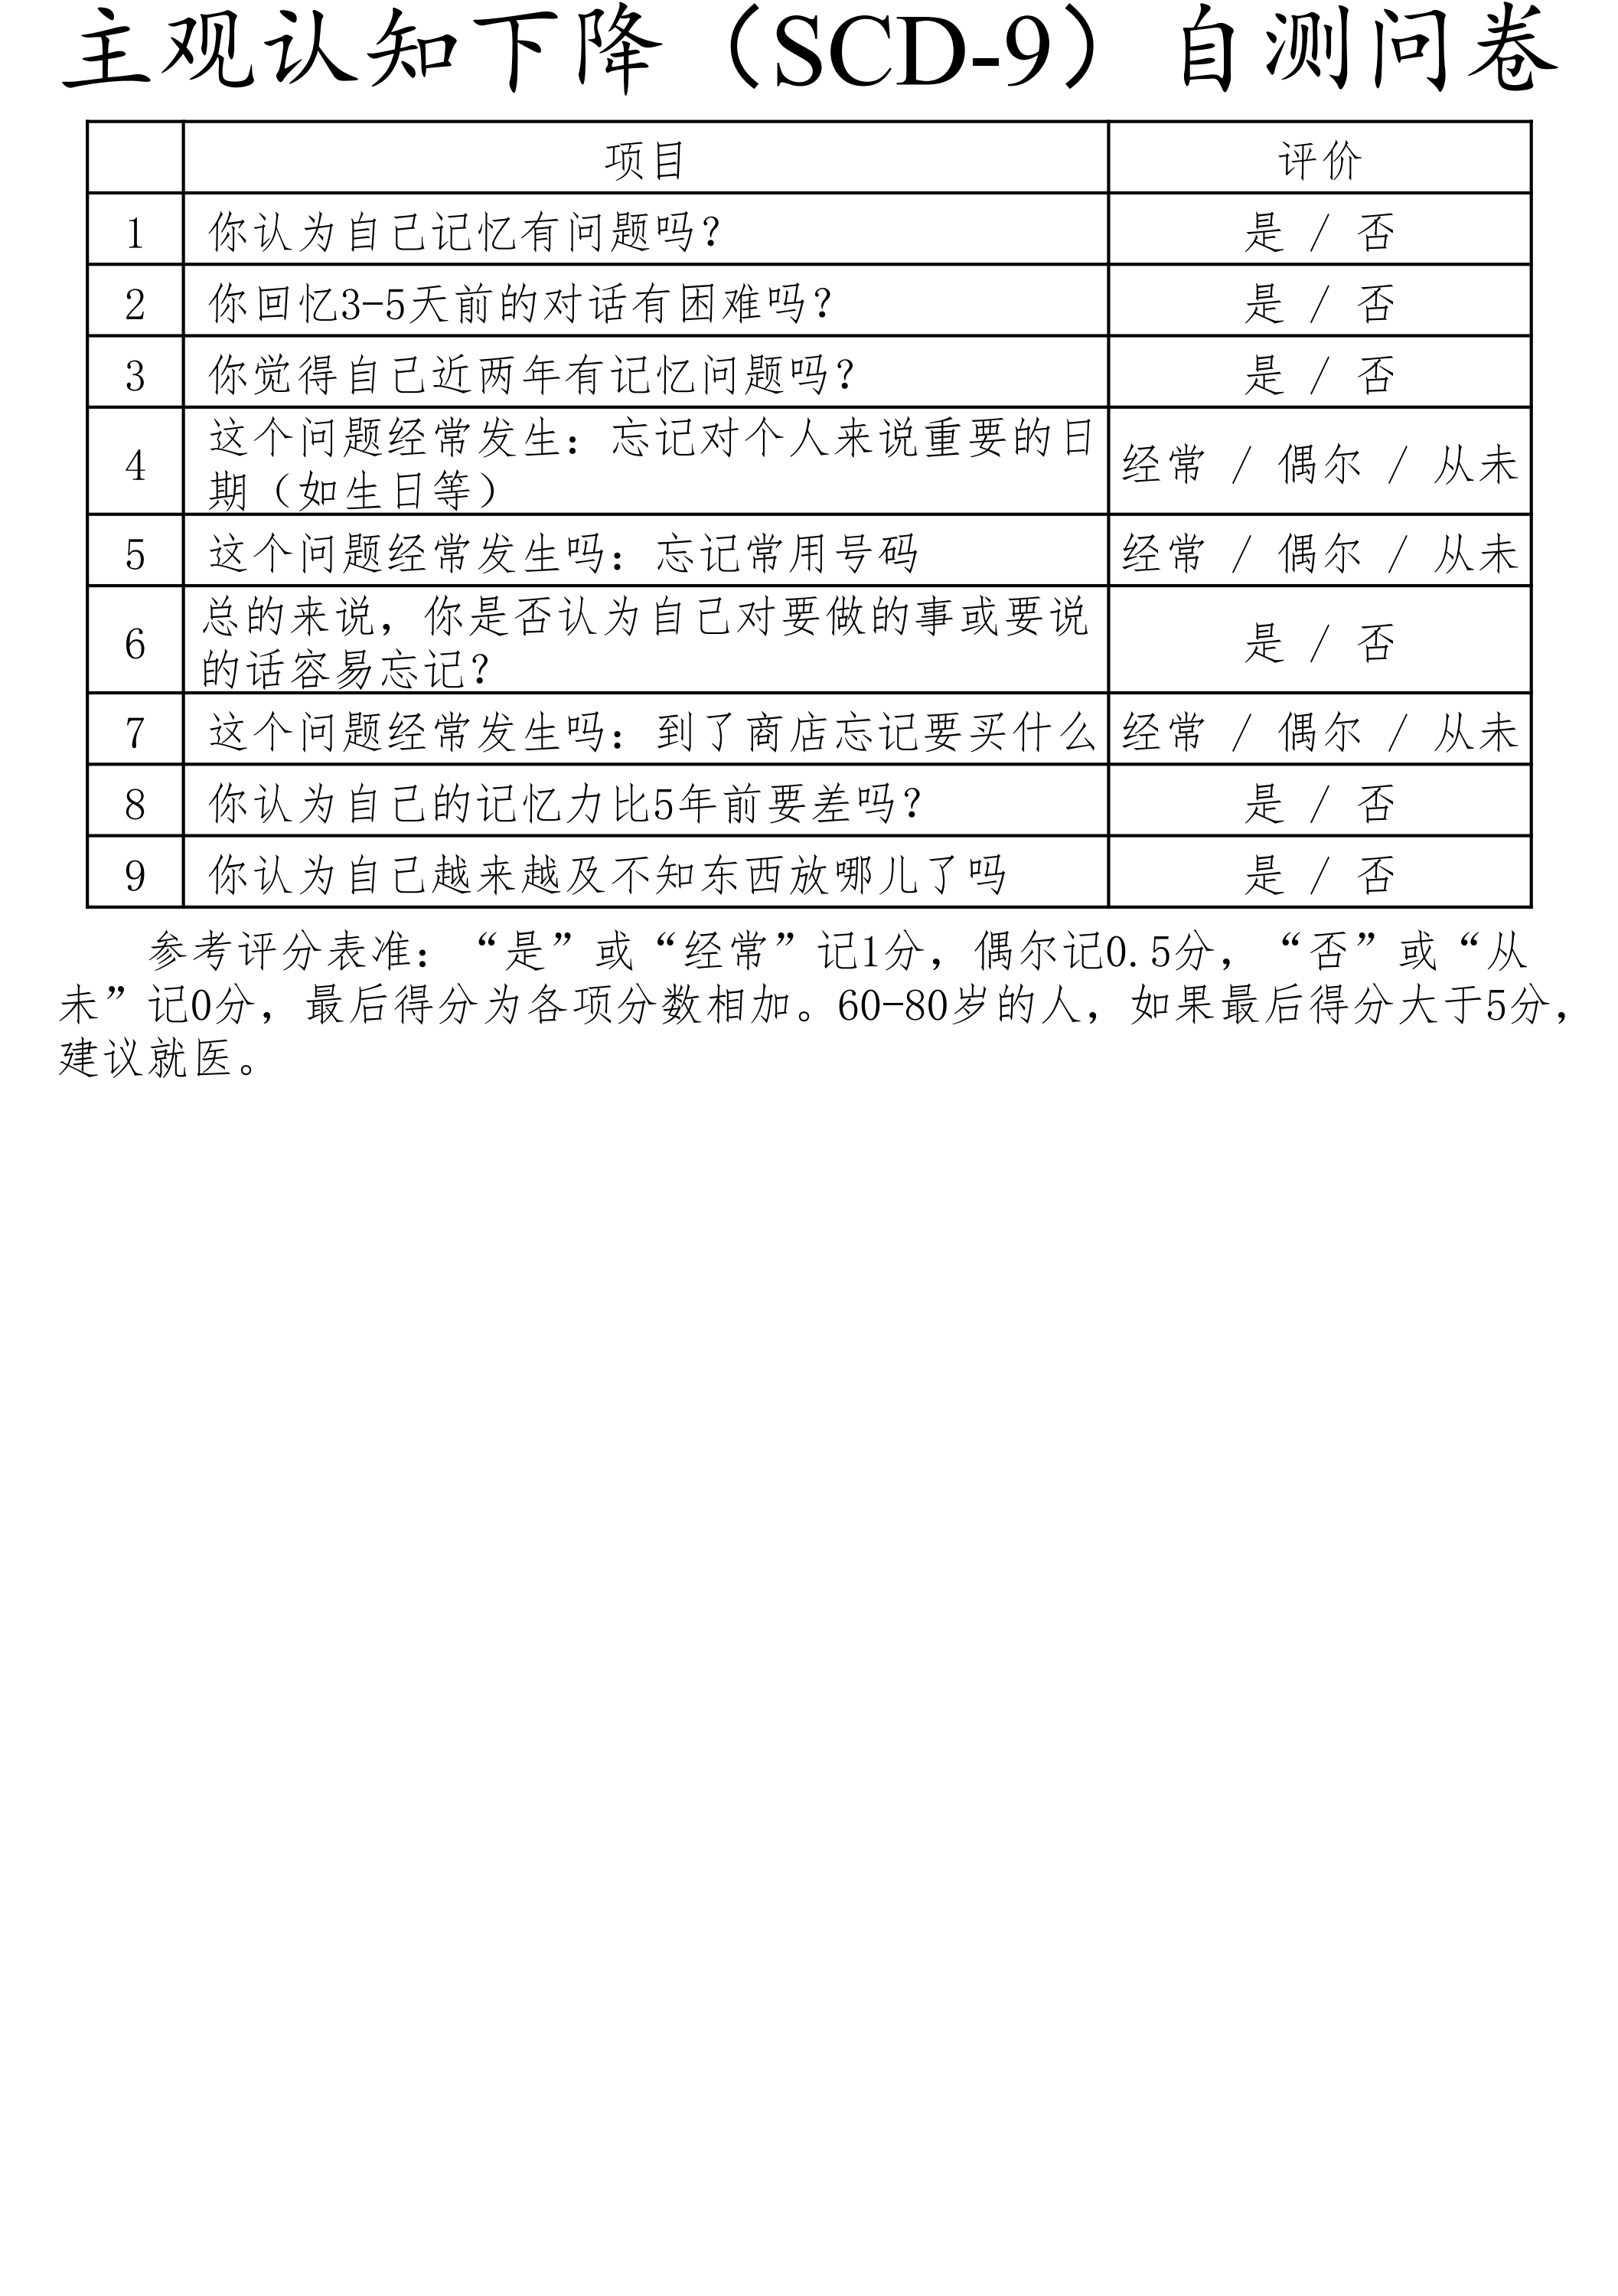 主观认知下降（SCD-9）自测问卷
项目 评价
1 你认为自己记忆有问题吗？ 是 / 否
2 你回忆3-5天前的对话有困难吗？ 是 / 否
3 你觉得自己近两年有记忆问题吗？ 是 / 否
4 这个问题经常发生：忘记对个人来说重要的日
期（如生日等） 经常 / 偶尔 / 从未
5 这个问题经常发生吗：忘记常用号码 经常 / 偶尔 / 从未
6 总的来说，你是否认为自己对要做的事或要说
的话容易忘记？ 是 / 否
7 这个问题经常发生吗：到了商店忘记要买什么 经常 / 偶尔 / 从未
8 你认为自己的记忆力比5年前要差吗？ 是 / 否
9 你认为自己越来越及不知东西放哪儿了吗 是 / 否
参考评分表准：“是”或“经常”记1分，偶尔记0.5分，“否”或“从
未”记0分，最后得分为各项分数相加。60-80岁的人，如果最后得分大于5分，
建议就医。